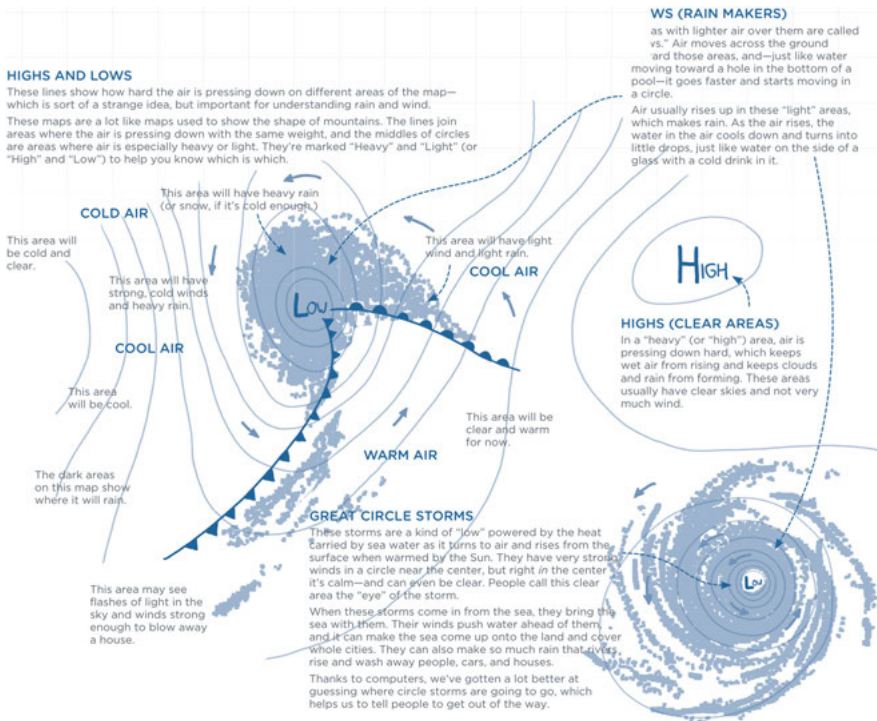 HIGHS AND LOWS
These lines show how hard the air is pressing down on different areas of the map—
which is sort of a strange idea, but important for understanding rain and wind.
These maps are a lot like maps used to show the shape of mountains. The lines join
areas where the air is pressing down with the same weight, and the middles of circles
are areas where air is especially heavy or light. They're marked "Heavy" and "Light" (or
"High" and "Low") to help you know which is which.
WS (RAIN MAKERS)
as with lighter air over them are called
vs." Air moves across the ground
ard those areas, and—just like water
moving toward a hole in the bottom of a
pool—it goes faster and starts moving in
a circle.
Air usually rises up in these "light" areas,
which makes rain. As the air rises, the
water in the air cools down and turns into
little drops, just like water on the side of a
glass with a cold drink in it.
This area will have heavy rain
(or snow, if it's cold enough.)
COLD AIR
This area will
be cold and
clear.
This area will have
strong, cold winds
and heavy rain.
COOL AIR
This area
will be cool.
The dark areas
on this map show
where it will rain.
This area may see
flashes of light in the
sky and winds strong
enough to blow away
a house.
LOW
This area will have light
wind and light rain.
COOL AIR
This area will be
clear and warm
for now.
WARM AIR
HIGH
HIGHS (CLEAR AREAS)
In a "heavy" (or "high") area, air is
pressing down hard, which keeps
wet air from rising and keeps clouds
and rain from forming. These areas
usually have clear skies and not very
much wind.
GREAT CIRCLE STORMS
These storms are a kind of "low" powered by the heat
carried by sea water as it turns to air and rises from the
surface when warmed by the Sun. They have very strong
winds in a circle near the center, but right in the center
it's calm—and can even be clear. People call this clear
area the "eye" of the storm.
When these storms come in from the sea, they bring the
sea with them. Their winds push water ahead of them,
and it can make the sea come up onto the land and cover
whole cities. They can also make so much rain that rivers
rise and wash away people, cars, and houses.
Thanks to computers, we've gotten a lot better at
guessing where circle storms are going to go, which
helps us to tell people to get out of the way.
LOW